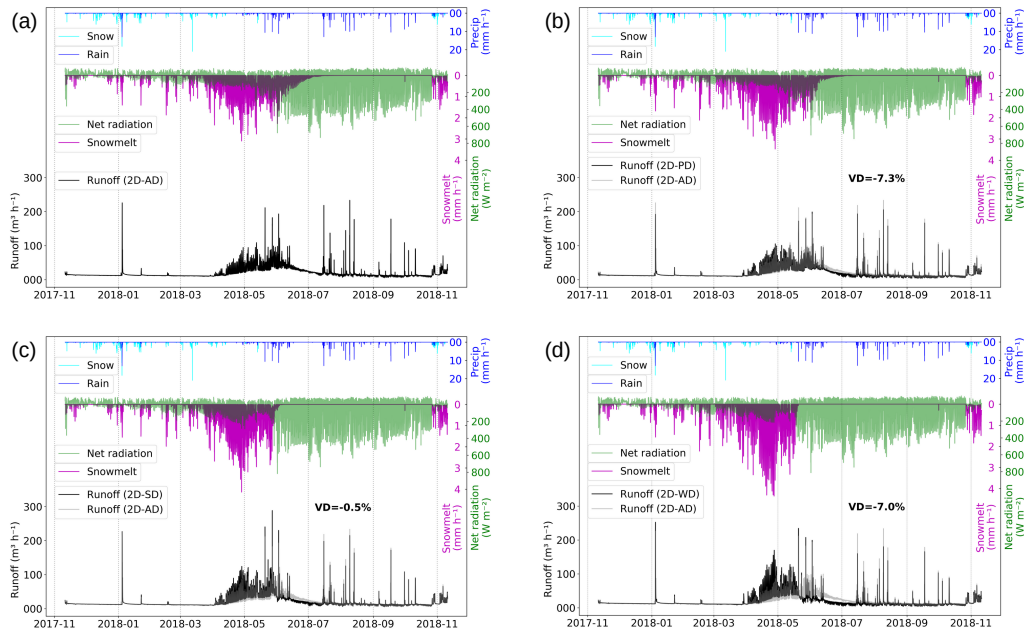 (a)
Snow
Rain
Net radiation
Snowmelt
Runoff (2D-AD)
00
10
20
Precip
(mm h⁻¹)
0
1
2
3
4
200
400
600
800
Snowmelt
(mm h⁻¹)
Net radiation
(W m⁻²)
300
200
100
000
Runoff (m³ h⁻¹)
2017-11 2018-01 2018-03 2018-05 2018-07 2018-09 2018-11
(b)
Snow
Rain
Net radiation
Snowmelt
Runoff (2D-PD)
Runoff (2D-AD)
VD=-7.3%
00
10
20
Precip
(mm h⁻¹)
0
1
2
3
4
200
400
600
800
Snowmelt
(mm h⁻¹)
Net radiation
(W m⁻²)
300
200
100
000
Runoff (m³ h⁻¹)
2017-11 2018-01 2018-03 2018-05 2018-07 2018-09 2018-11
(c)
Snow
Rain
Net radiation
Snowmelt
Runoff (2D-SD)
Runoff (2D-AD)
VD=-0.5%
00
10
20
Precip
(mm h⁻¹)
0
1
2
3
4
200
400
600
800
Snowmelt
(mm h⁻¹)
Net radiation
(W m⁻²)
300
200
100
000
Runoff (m³ h⁻¹)
2017-11 2018-01 2018-03 2018-05 2018-07 2018-09 2018-11
(d)
Snow
Rain
Net radiation
Snowmelt
Runoff (2D-WD)
Runoff (2D-AD)
VD=-7.0%
00
10
20
Precip
(mm h⁻¹)
0
1
2
3
4
200
400
600
800
Snowmelt
(mm h⁻¹)
Net radiation
(W m⁻²)
300
200
100
000
Runoff (m³ h⁻¹)
2017-11 2018-01 2018-03 2018-05 2018-07 2018-09 2018-11